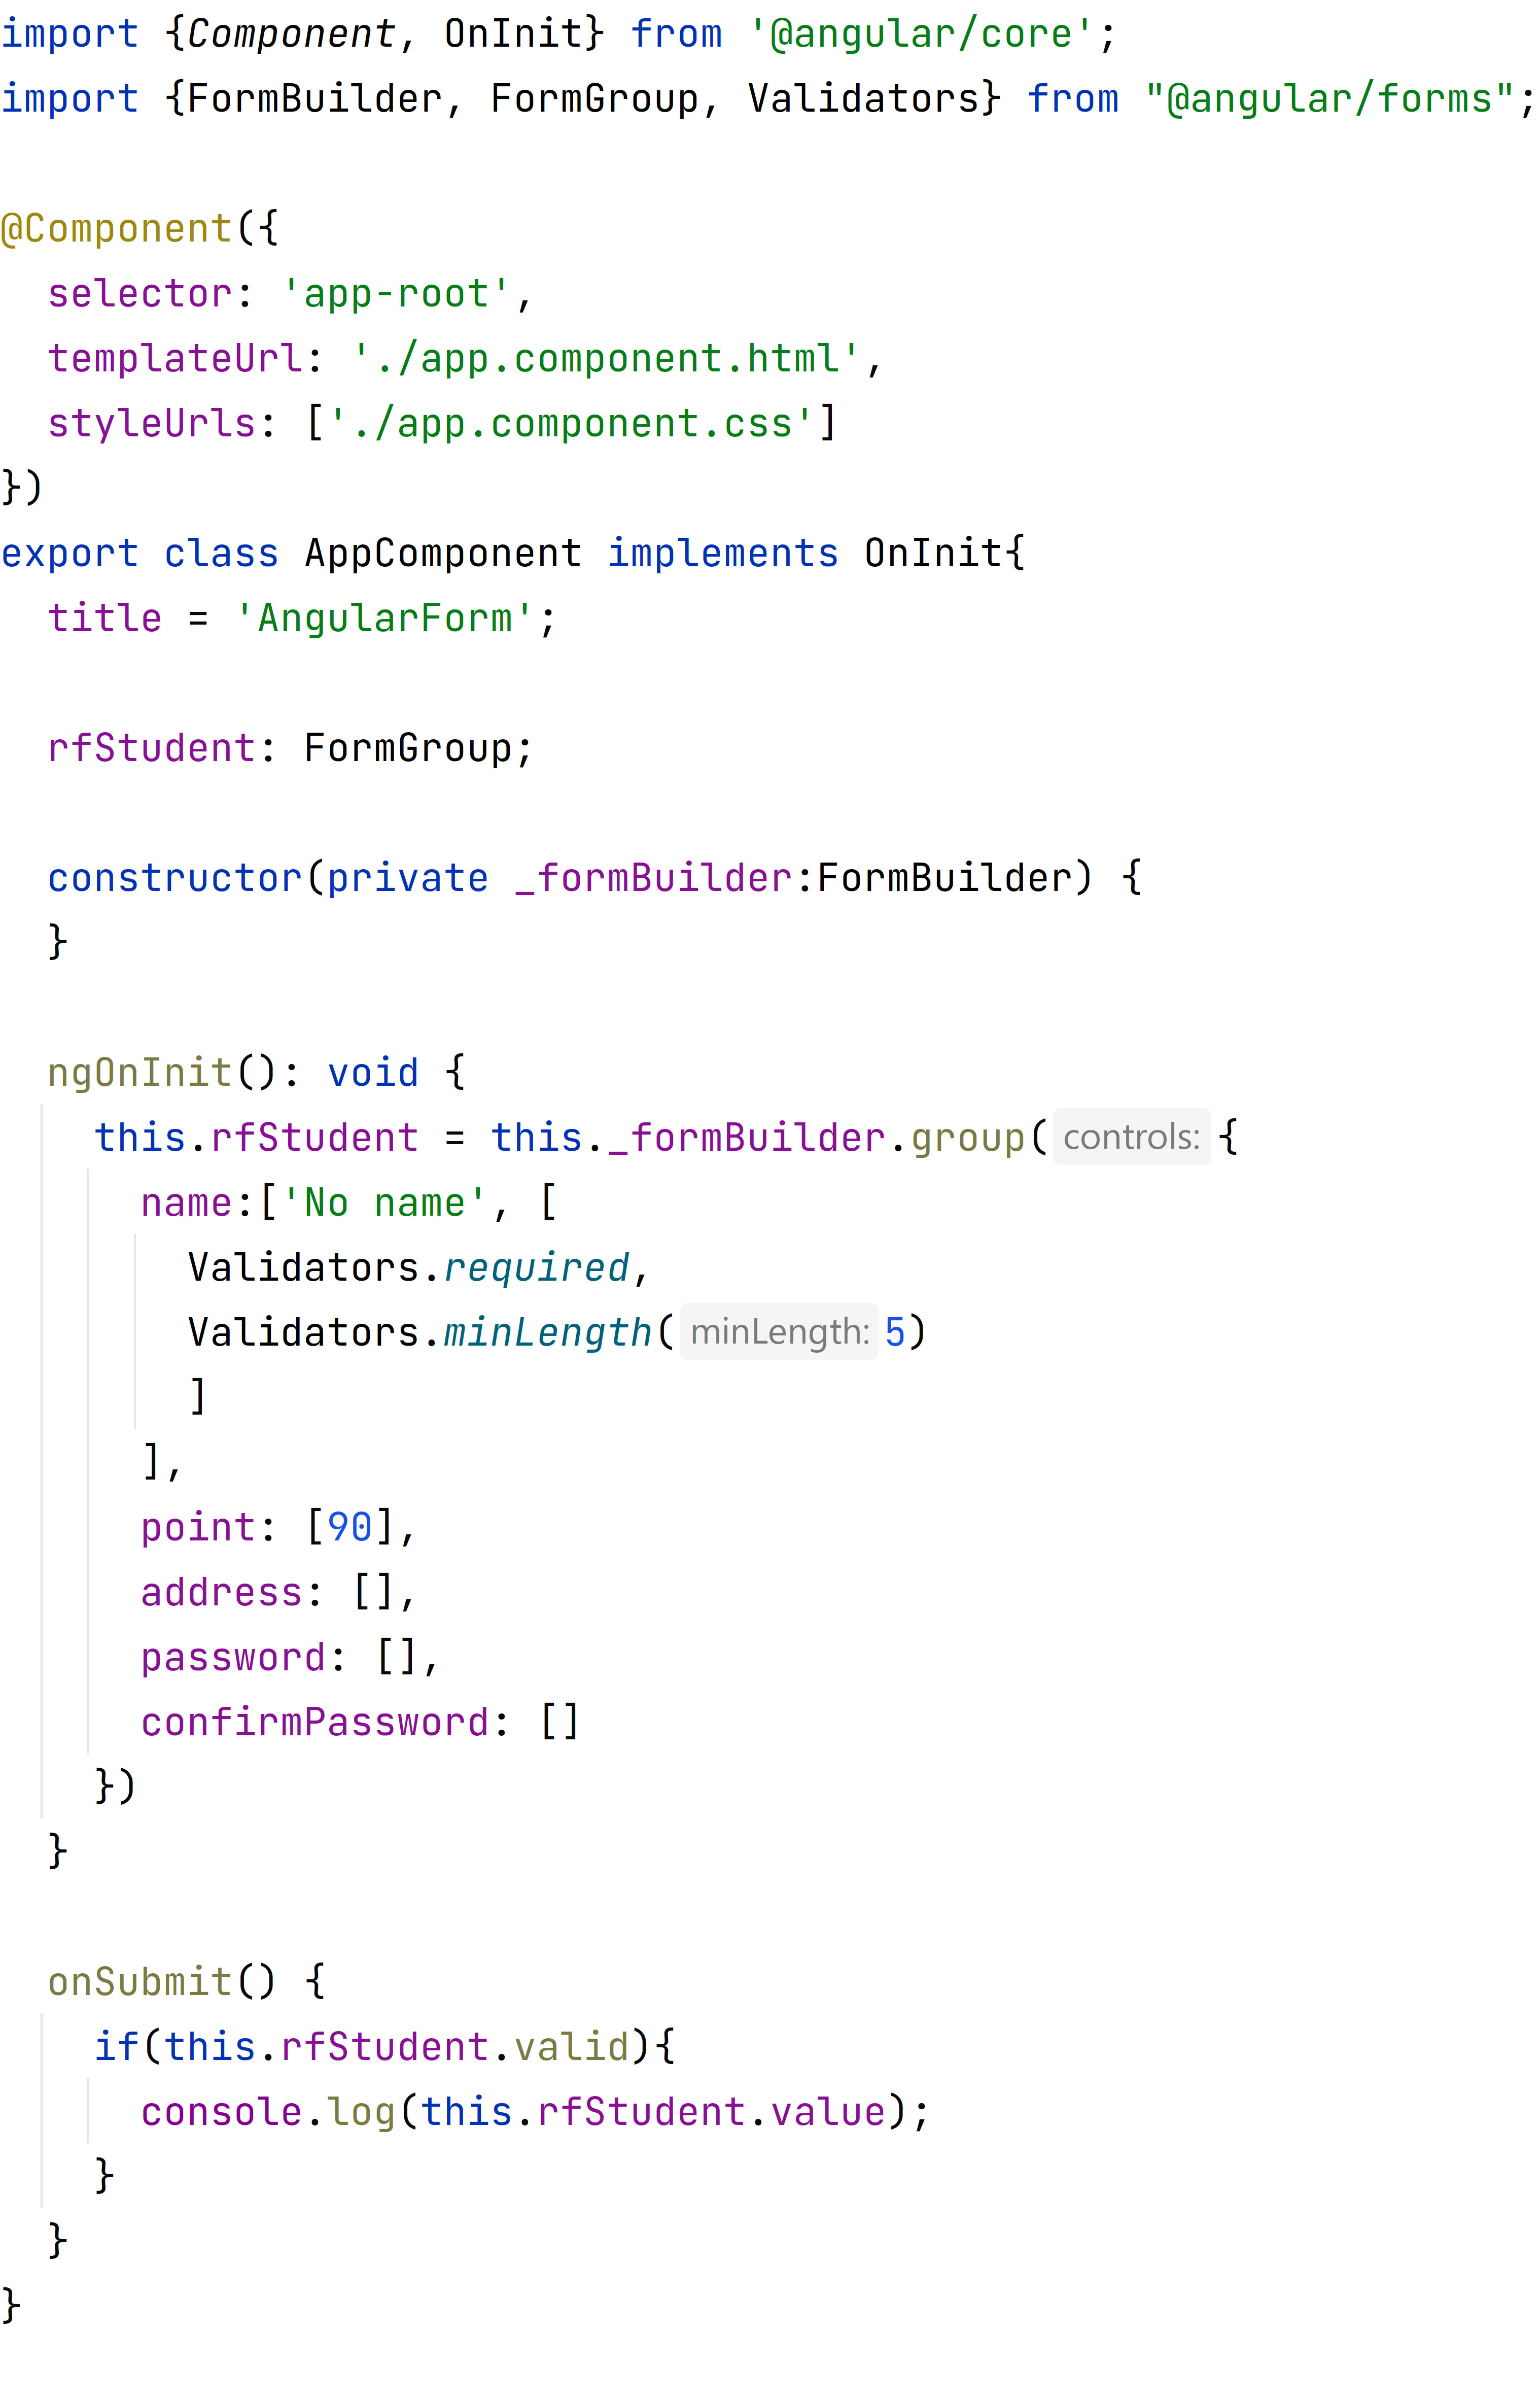 import {Component, OnInit} from '@angular/core';
import {FormBuilder, FormGroup, Validators} from "@angular/forms";

@Component({
  selector: 'app-root',
  templateUrl: './app.component.html',
  styleUrls: ['./app.component.css']
})
export class AppComponent implements OnInit{
  title = 'AngularForm';

  rfStudent: FormGroup;

  constructor(private _formBuilder:FormBuilder) {
  }

  ngOnInit(): void {
    this.rfStudent = this._formBuilder.group( controls: {
      name:['No name', [
        Validators.required,
        Validators.minLength( minLength: 5)
        ]
      ],
      point: [90],
      address: [],
      password: [],
      confirmPassword: []
    })
  }

  onSubmit() {
    if(this.rfStudent.valid){
      console.log(this.rfStudent.value);
    }
  }
}